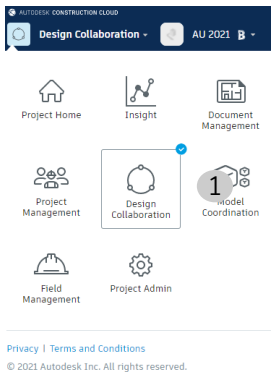 AUTODESK CONSTRUCTION CLOUD
Design Collaboration AU 2021 B
Project Home Insight Document
Management
Project
Management Design
Collaboration Model
Coordination
1
Field
Management Project Admin
Privacy | Terms and Conditions
© 2021 Autodesk Inc. All rights reserved.